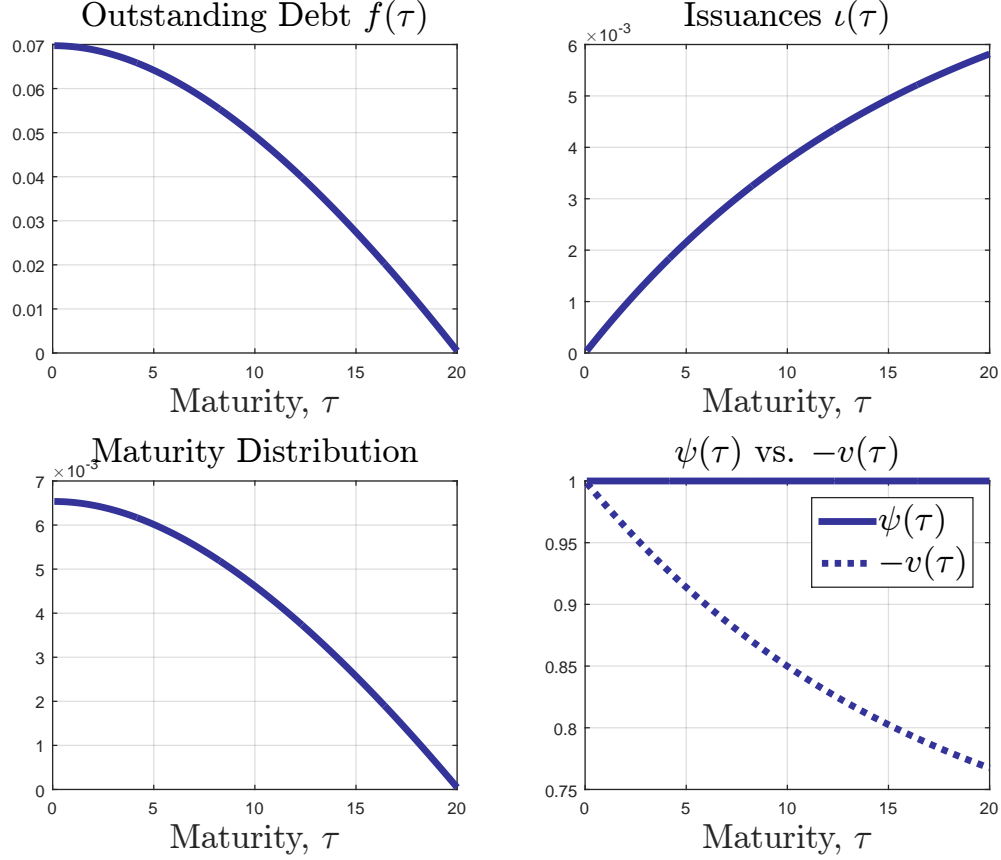 Outstanding Debt f(τ)
0.07
0.06
0.05
0.04
0.03
0.02
0.01
0
0 5 10 15 20
Maturity, τ
Issuances ι(τ)
×10⁻³
6
5
4
3
2
1
0
0 5 10 15 20
Maturity, τ
Maturity Distribution
×10⁻³
7
6
5
4
3
2
1
0
0 5 10 15 20
Maturity, τ
ψ(τ) vs. −v(τ)
1
0.95
0.9
0.85
0.8
0.75
ψ(τ)
−v(τ)
0 5 10 15 20
Maturity, τ